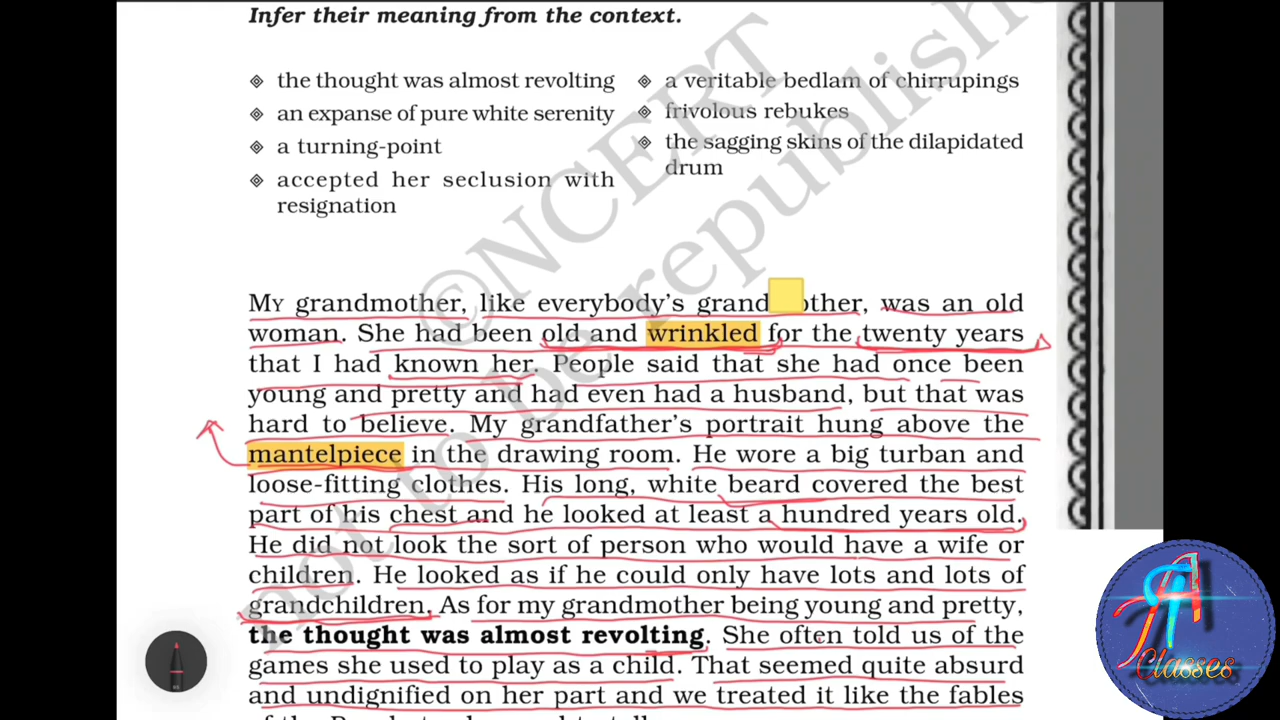 Infer their meaning from the context.
the thought was almost revolting
an expanse of pure white serenity
a turning-point
accepted her seclusion with
resignation
a veritable bedlam of chirrupings
frivolous rebukes
the sagging skins of the dilapidated
drum
©NCERT
not to be republished
MY grandmother, like everybody's grand other, was an old
woman. She had been old and wrinkled for the twenty years
that I had known her. People said that she had once been
young and pretty and had even had a husband, but that was
hard to believe. My grandfather's portrait hung above the
mantelpiece in the drawing room. He wore a big turban and
loose-fitting clothes. His long, white beard covered the best
part of his chest and he looked at least a hundred years old.
He did not look the sort of person who would have a wife or
children. He looked as if he could only have lots and lots of
grandchildren. As for my grandmother being young and pretty,
the thought was almost revolting. She often told us of the
games she used to play as a child. That seemed quite absurd
and undignified on her part and we treated it like the fables
Classes